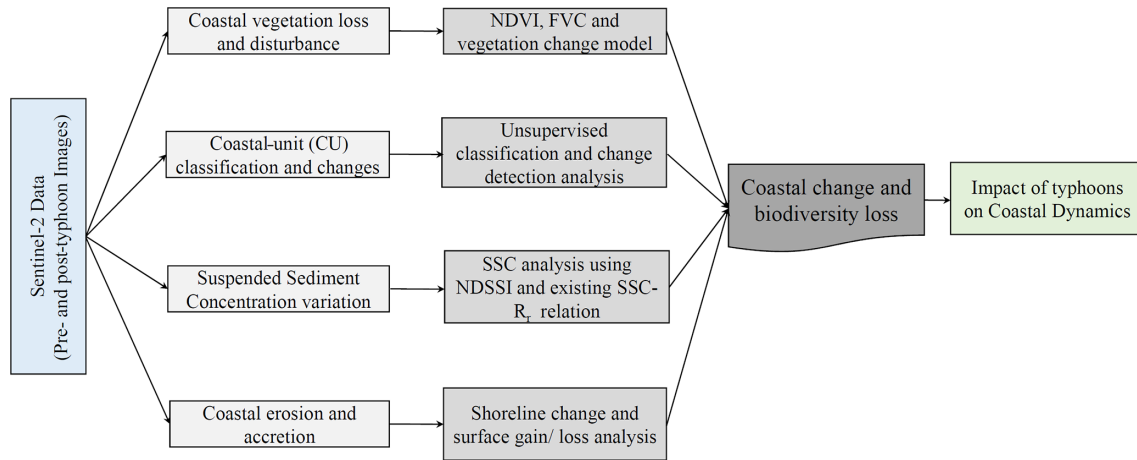 Sentinel-2 Data
(Pre- and post-typhoon Images)
Coastal vegetation loss
and disturbance
NDVI, FVC and
vegetation change model
Coastal-unit (CU)
classification and changes
Unsupervised
classification and change
detection analysis
Suspended Sediment
Concentration variation
SSC analysis using
NDSSI and existing SSC-
Rr relation
Coastal erosion and
accretion
Shoreline change and
surface gain/ loss analysis
Coastal change and
biodiversity loss
Impact of typhoons
on Coastal Dynamics